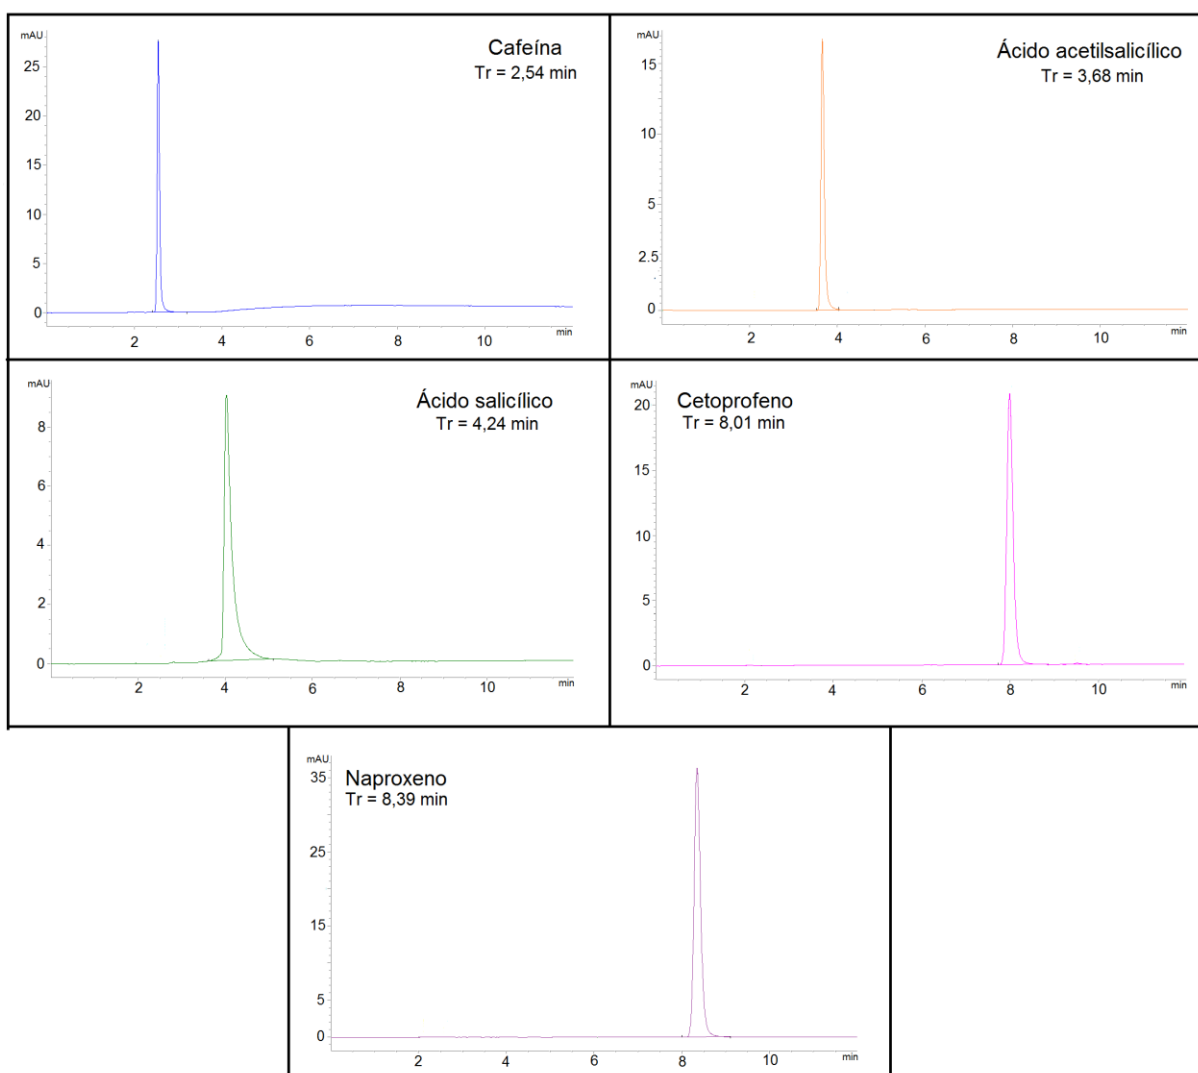 mAU
Cafeína
Tr = 2,54 min
25
20
15
10
5
0
2
4
6
8
10
min
mAU
Ácido acetilsalicílico
Tr = 3,68 min
15
10
5
2.5
0
2
4
6
8
10
min
mAU
Ácido salicílico
Tr = 4,24 min
8
6
4
2
0
2
4
6
8
10
min
mAU
Cetoprofeno
Tr = 8,01 min
20
15
10
5
0
2
4
6
8
10
min
mAU
Naproxeno
Tr = 8,39 min
35
25
15
5
0
2
4
6
8
10
min